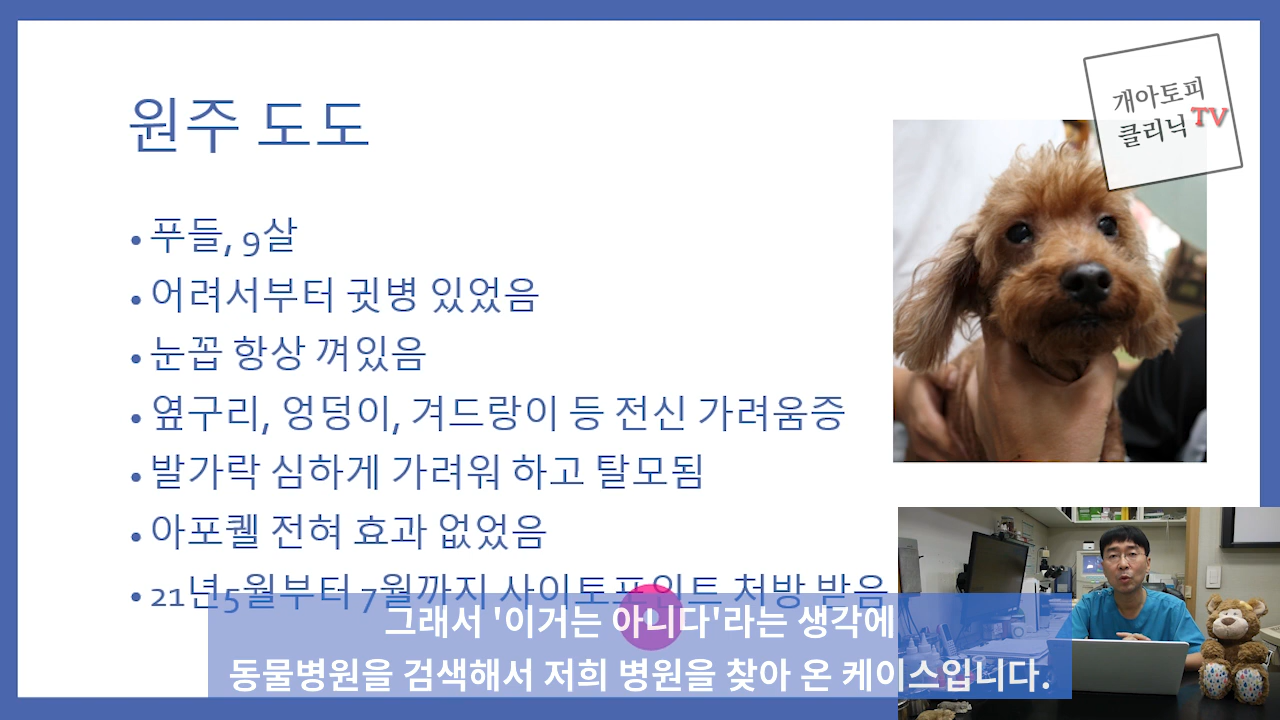 개아토피
클리닉 TV
원주 도도
• 푸들, 9살
• 어려서부터 귓병 있었음
• 눈꼽 항상 껴있음
• 옆구리, 엉덩이, 겨드랑이 등 전신 가려움증
• 발가락 심하게 가려워 하고 탈모됨
• 아포퀠 전혀 효과 없었음
• 21년5월부터 7월까지 사이토포인트 처방 받음
그래서 '이거는 아니다'라는 생각에
동물병원을 검색해서 저희 병원을 찾아 온 케이스입니다.